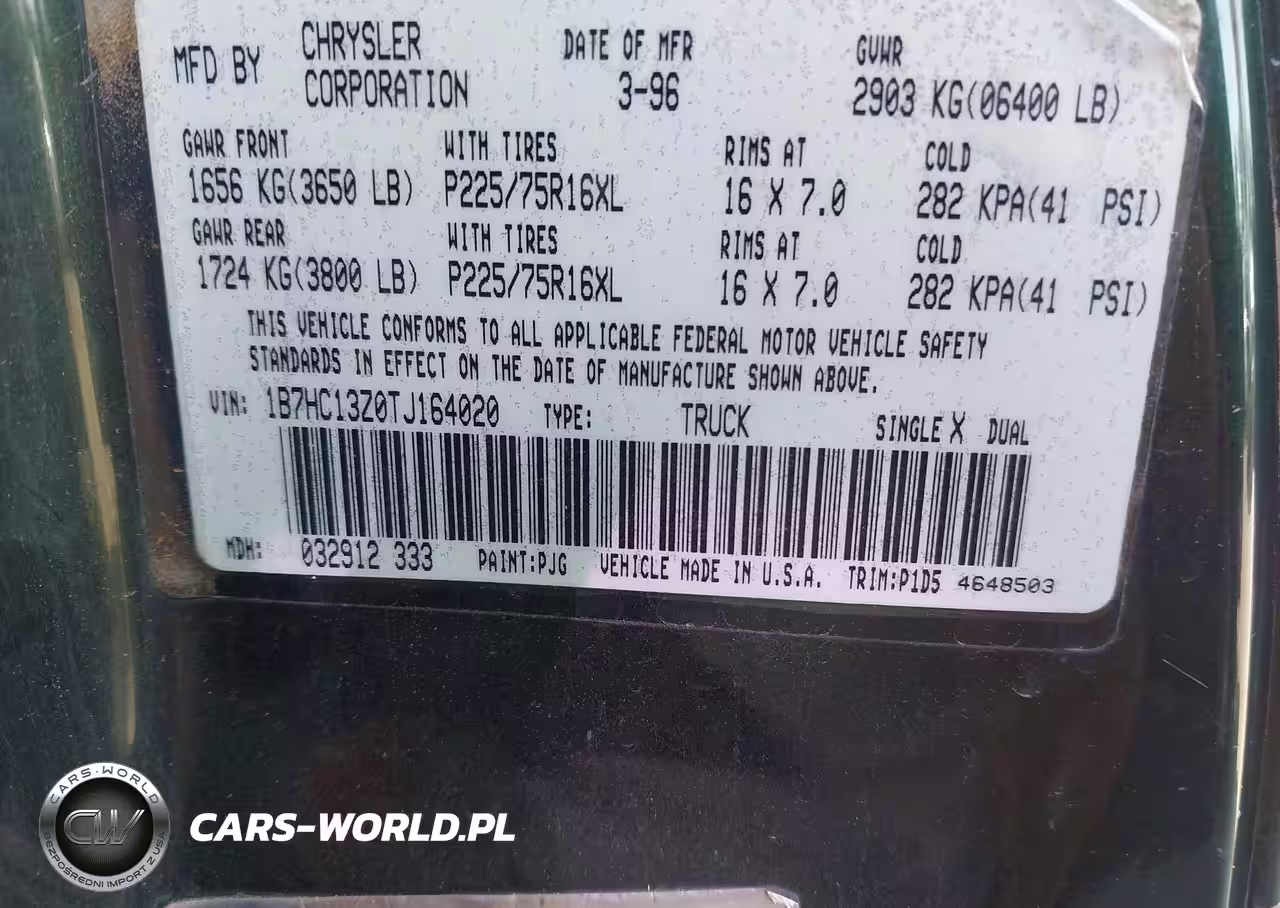 MFD BY CHRYSLER CORPORATION DATE OF MFR 3-96 GVWR 2903 KG(06400 LB)
GAWR FRONT WITH TIRES RIMS AT COLD
1656 KG(3650 LB) P225/75R16XL 16 X 7.0 282 KPA(41 PSI)
GAWR REAR WITH TIRES RIMS AT COLD
1724 KG(3800 LB) P225/75R16XL 16 X 7.0 282 KPA(41 PSI)
THIS VEHICLE CONFORMS TO ALL APPLICABLE FEDERAL MOTOR VEHICLE SAFETY
STANDARDS IN EFFECT ON THE DATE OF MANUFACTURE SHOWN ABOVE.
VIN: 1B7HC13Z0TJ164020 TYPE: TRUCK SINGLE X DUAL
MDH: 032912 333 PAINT:PJG VEHICLE MADE IN U.S.A. TRIM:P1D5 4648503
CARS-WORLD
CW
BEZPOŚREDNI IMPORT Z USA
CARS-WORLD.PL